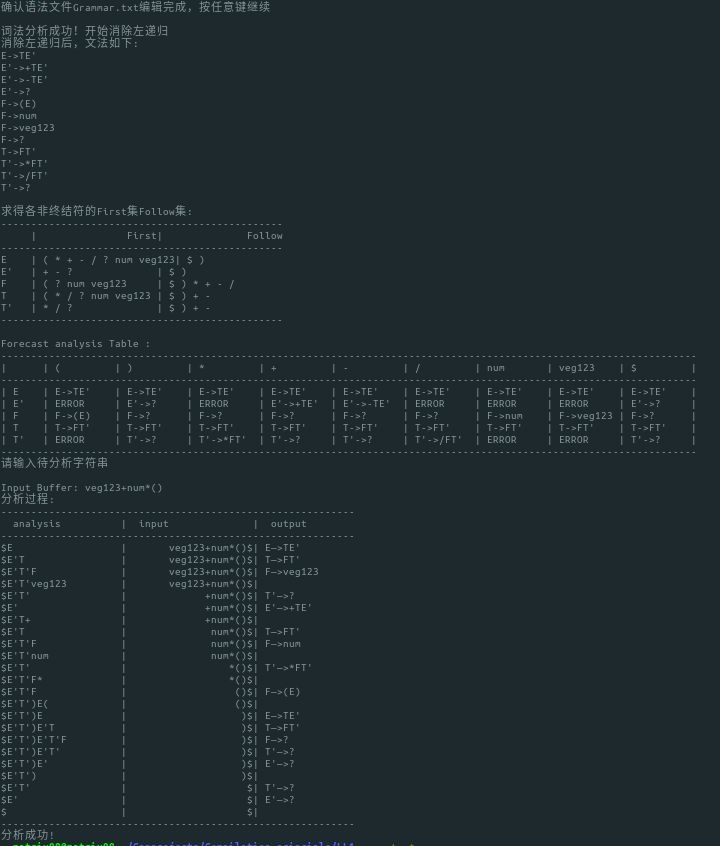 确认语法文件Grammar.txt编辑完成，按任意键继续
词法分析成功！开始消除左递归
消除左递归后，文法如下：
E->TE'
E'->+TE'
E'->-TE'
E'->?
F->(E)
F->num
F->veg123
F->?
T->FT'
T'->*FT'
T'->/FT'
T'->?
求得各非终结符的First集Follow集：
-----------------------------------------------
| First| Follow
-----------------------------------------------
E | ( * + - / ? num veg123| $ )
E' | + - ? | $ )
F | ( ? num veg123 | $ ) * + - /
T | ( * / ? num veg123 | $ ) + -
T' | * / ? | $ ) + -
-----------------------------------------------
Forecast analysis Table :
--------------------------------------------------------------------------------------------------------------------
| | ( | ) | * | + | - | / | num | veg123 | $ |
--------------------------------------------------------------------------------------------------------------------
| E | E->TE' | E->TE' | E->TE' | E->TE' | E->TE' | E->TE' | E->TE' | E->TE' | E->TE' |
| E' | ERROR | E'->? | ERROR | E'->+TE' | E'->-TE' | ERROR | ERROR | ERROR | E'->? |
| F | F->(E) | F->? | F->? | F->? | F->? | F->? | F->num | F->veg123 | F->? |
| T | T->FT' | T->FT' | T->FT' | T->FT' | T->FT' | T->FT' | T->FT' | T->FT' | T->FT' |
| T' | ERROR | T'->? | T'->*FT' | T'->? | T'->? | T'->/FT' | ERROR | ERROR | T'->? |
--------------------------------------------------------------------------------------------------------------------
请输入待分析字符串
Input Buffer: veg123+num*()
分析过程：
-----------------------------------------------------------
analysis | input | output
-----------------------------------------------------------
$E | veg123+num*()$| E—>TE'
$E'T | veg123+num*()$| T—>FT'
$E'T'F | veg123+num*()$| F—>veg123
$E'T'veg123 | veg123+num*()$|
$E'T' | +num*()$| T'—>?
$E' | +num*()$| E'—>+TE'
$E'T+ | +num*()$|
$E'T | num*()$| T—>FT'
$E'T'F | num*()$| F—>num
$E'T'num | num*()$|
$E'T' | *()$| T'—>*FT'
$E'T'F* | *()$|
$E'T'F | ()$| F—>(E)
$E'T')E( | ()$|
$E'T')E | )$| E—>TE'
$E'T')E'T | )$| T—>FT'
$E'T')E'T'F | )$| F—>?
$E'T')E'T' | )$| T'—>?
$E'T')E' | )$| E'—>?
$E'T') | )$|
$E'T' | $| T'—>?
$E' | $| E'—>?
$ | $|
-----------------------------------------------------------
分析成功！